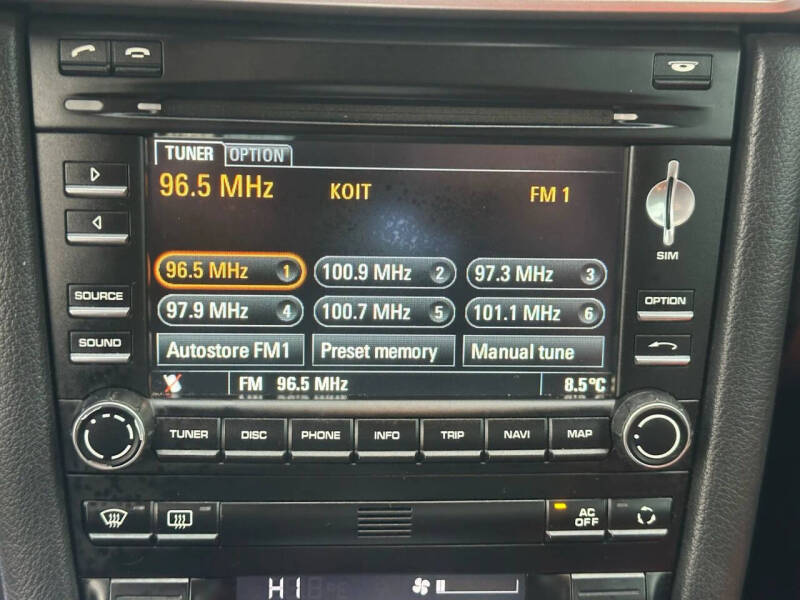 TUNER OPTION
96.5 MHz KOIT FM 1
96.5 MHz 1 100.9 MHz 2 97.3 MHz 3
97.9 MHz 4 100.7 MHz 5 101.1 MHz 6
Autostore FM1 Preset memory Manual tune
FM 96.5 MHz 8.5°C
SOURCE
SOUND
SIM
OPTION
TUNER DISC PHONE INFO TRIP NAVI MAP
AC
OFF
HI